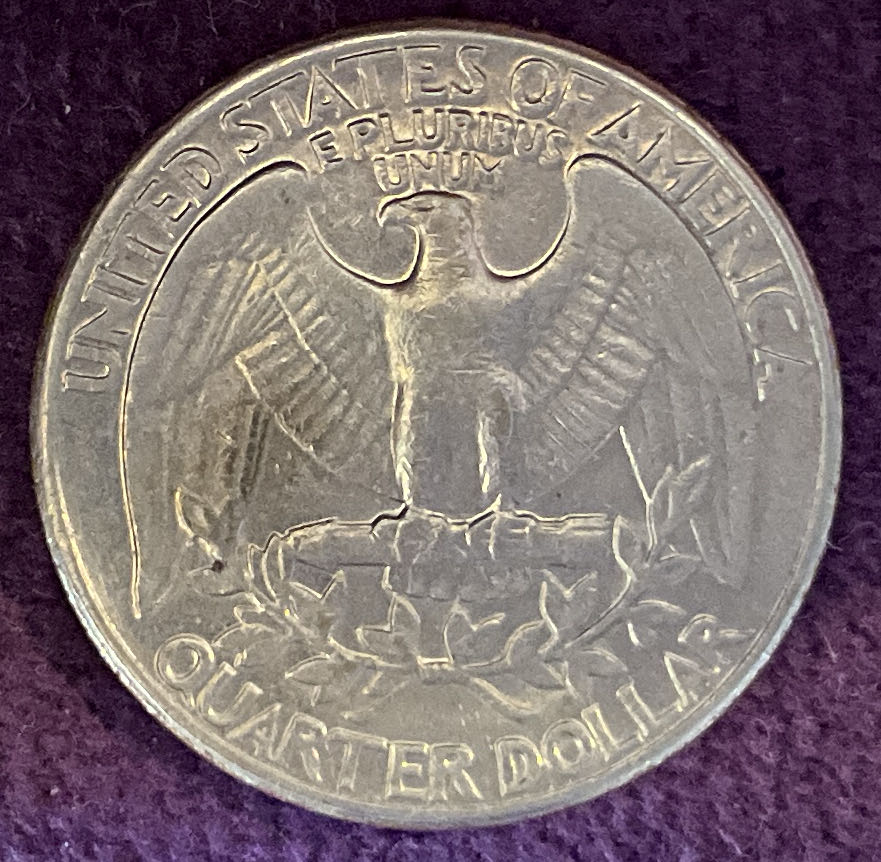 UNITED STATES OF AMERICA
E PLURIBUS
UNUM
QUARTER DOLLAR